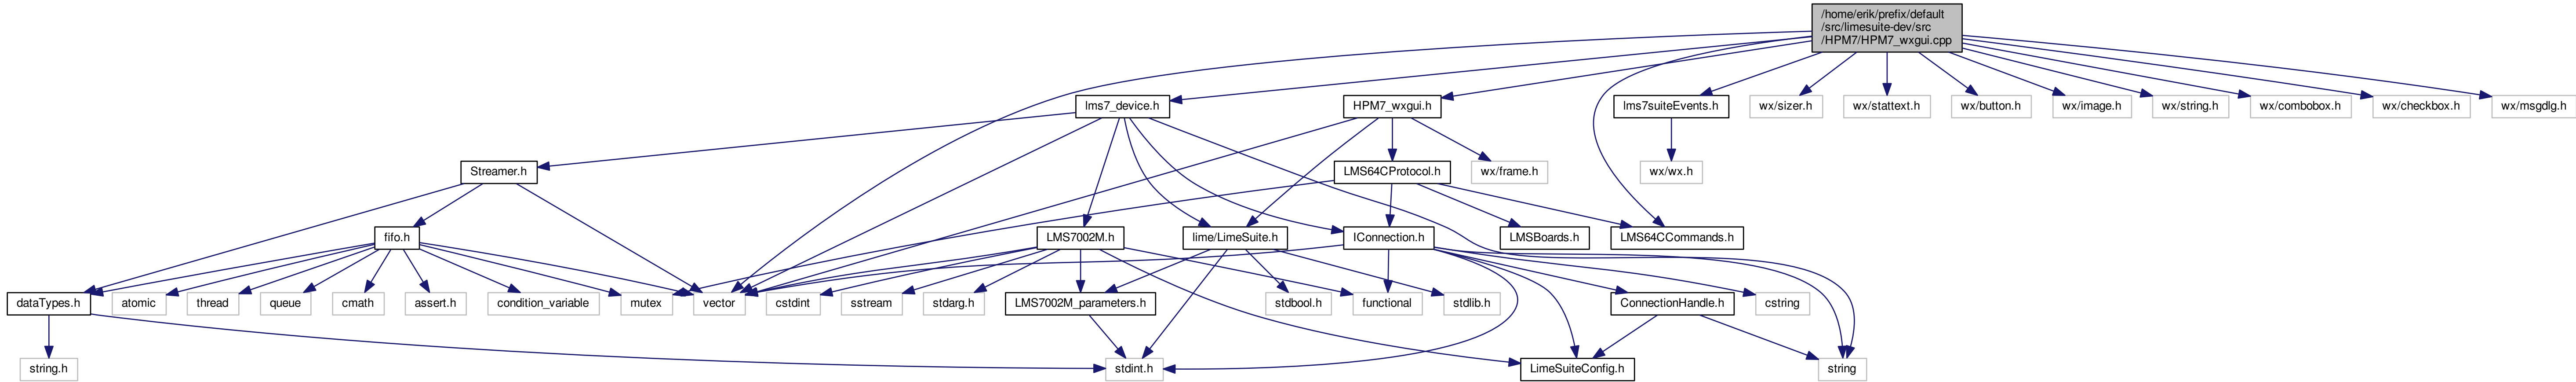 /home/erik/prefix/default
/src/limesuite-dev/src
/HPM7/HPM7_wxgui.cpp
lms7_device.h
HPM7_wxgui.h
lms7suiteEvents.h
wx/sizer.h
wx/stattext.h
wx/button.h
wx/image.h
wx/string.h
wx/combobox.h
wx/checkbox.h
wx/msgdlg.h
Streamer.h
LMS64CProtocol.h
wx/frame.h
wx/wx.h
fifo.h
LMS7002M.h
lime/LimeSuite.h
IConnection.h
LMSBoards.h
LMS64CCommands.h
dataTypes.h
atomic
thread
queue
cmath
assert.h
condition_variable
mutex
vector
cstdint
sstream
stdarg.h
LMS7002M_parameters.h
stdbool.h
functional
stdlib.h
ConnectionHandle.h
cstring
string.h
stdint.h
LimeSuiteConfig.h
string